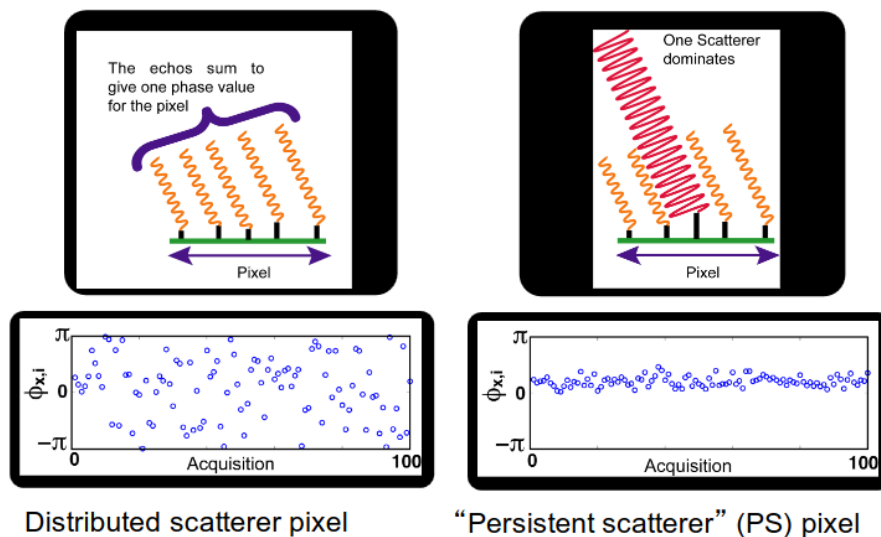 The echos sum to
give one phase value
for the pixel
Pixel
One Scatterer
dominates
Pixel
π
0
−π
ϕx,i
0
Acquisition
100
π
0
−π
ϕx,i
0
Acquisition
100
Distributed scatterer pixel
“Persistent scatterer” (PS) pixel